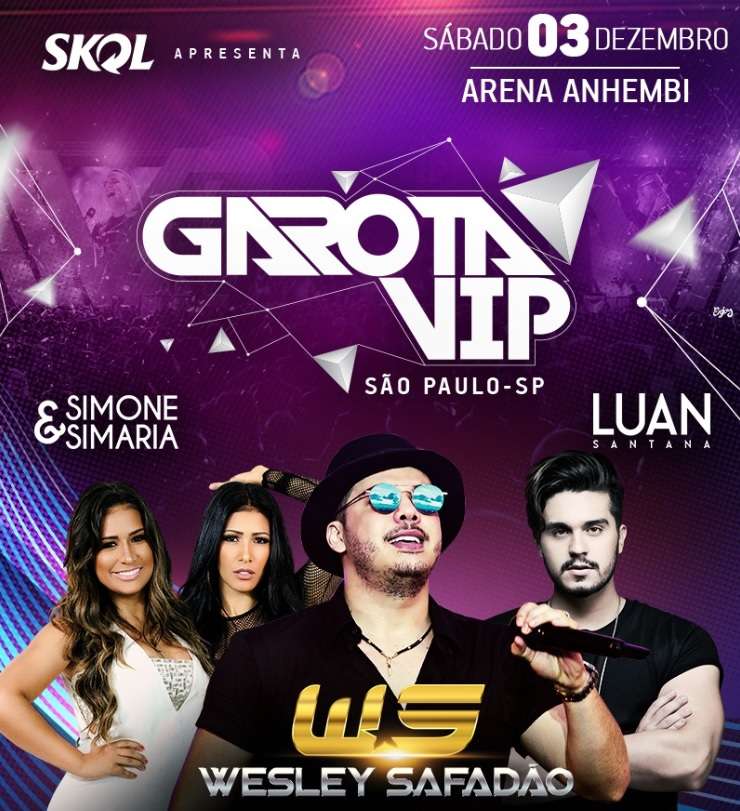 SKOL APRESENTA
SÁBADO 03 DEZEMBRO
ARENA ANHEMBI
GAROTA
VIP
SÃO PAULO-SP
SIMONE
& SIMARIA
LUAN
SANTANA
WS
WESLEY SAFADÃO